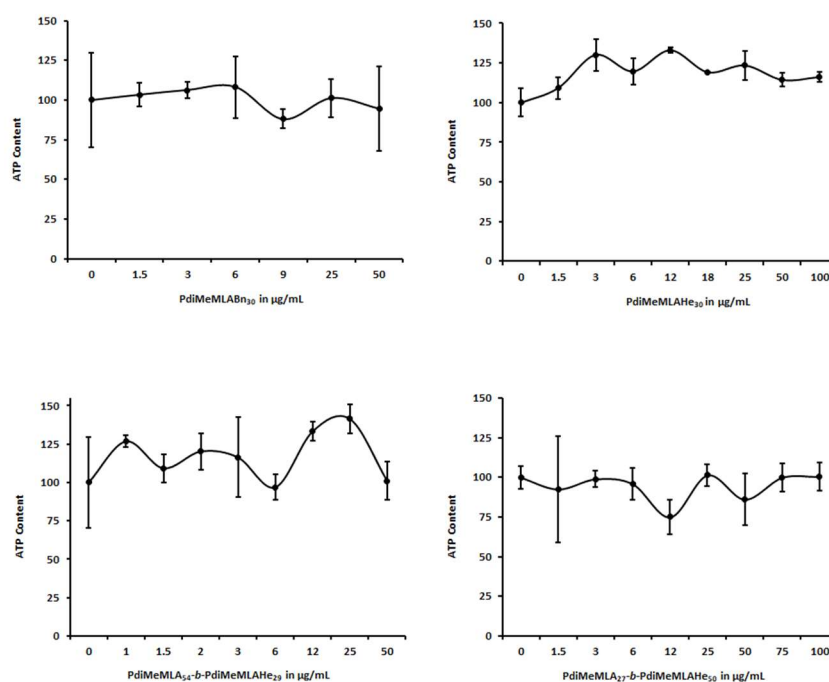 150
125
100
75
50
25
0
ATP Content
0 1.5 3 6 9 25 50
PdiMeMLABn₃₀ in µg/mL
150
125
100
75
50
25
0
ATP Content
0 1.5 3 6 12 18 25 50 100
PdiMeMLAHe₃₀ in µg/mL
150
125
100
75
50
25
0
ATP Content
0 1 1.5 2 3 6 12 25 50
PdiMeMLA₅₄-b-PdiMeMLAHe₂₉ in µg/mL
150
125
100
75
50
25
0
ATP Content
0 1.5 3 6 12 25 50 75 100
PdiMeMLA₂₇-b-PdiMeMLAHe₅₀ in µg/mL